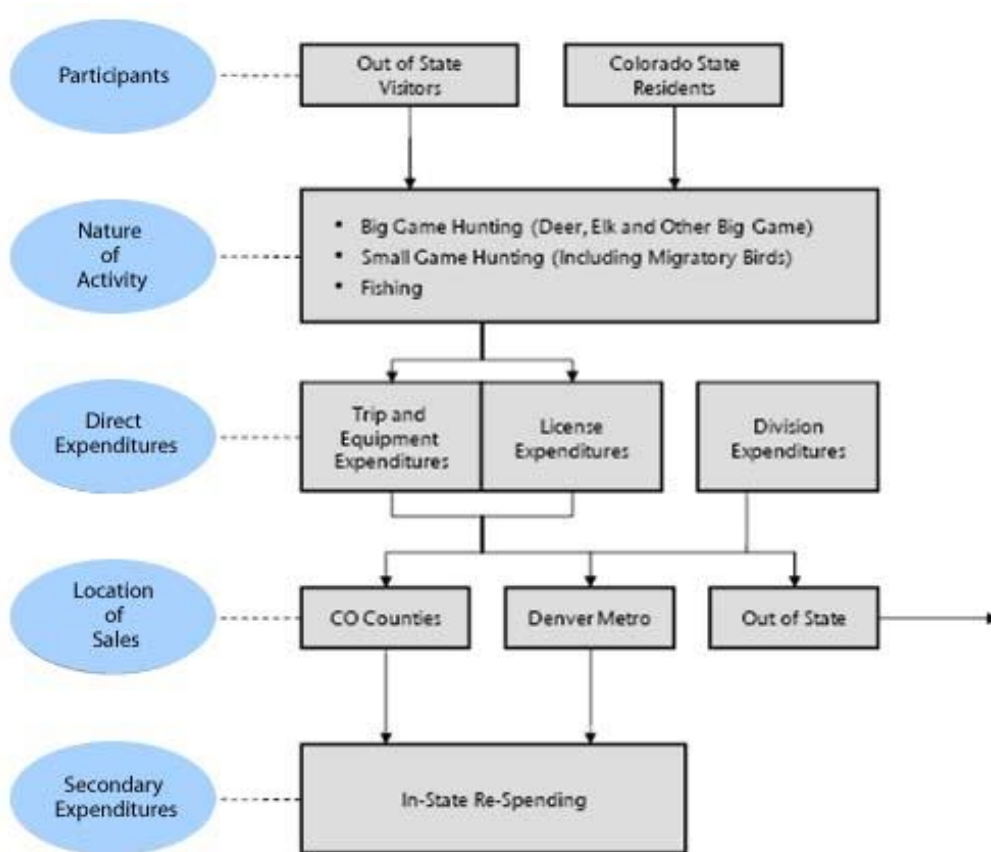 Participants
Out of State
Visitors
Colorado State
Residents
Nature
of
Activity
• Big Game Hunting (Deer, Elk and Other Big Game)
• Small Game Hunting (Including Migratory Birds)
• Fishing
Direct
Expenditures
Trip and
Equipment
Expenditures
License
Expenditures
Division
Expenditures
Location
of
Sales
CO Counties
Denver Metro
Out of State
Secondary
Expenditures
In-State Re-Spending